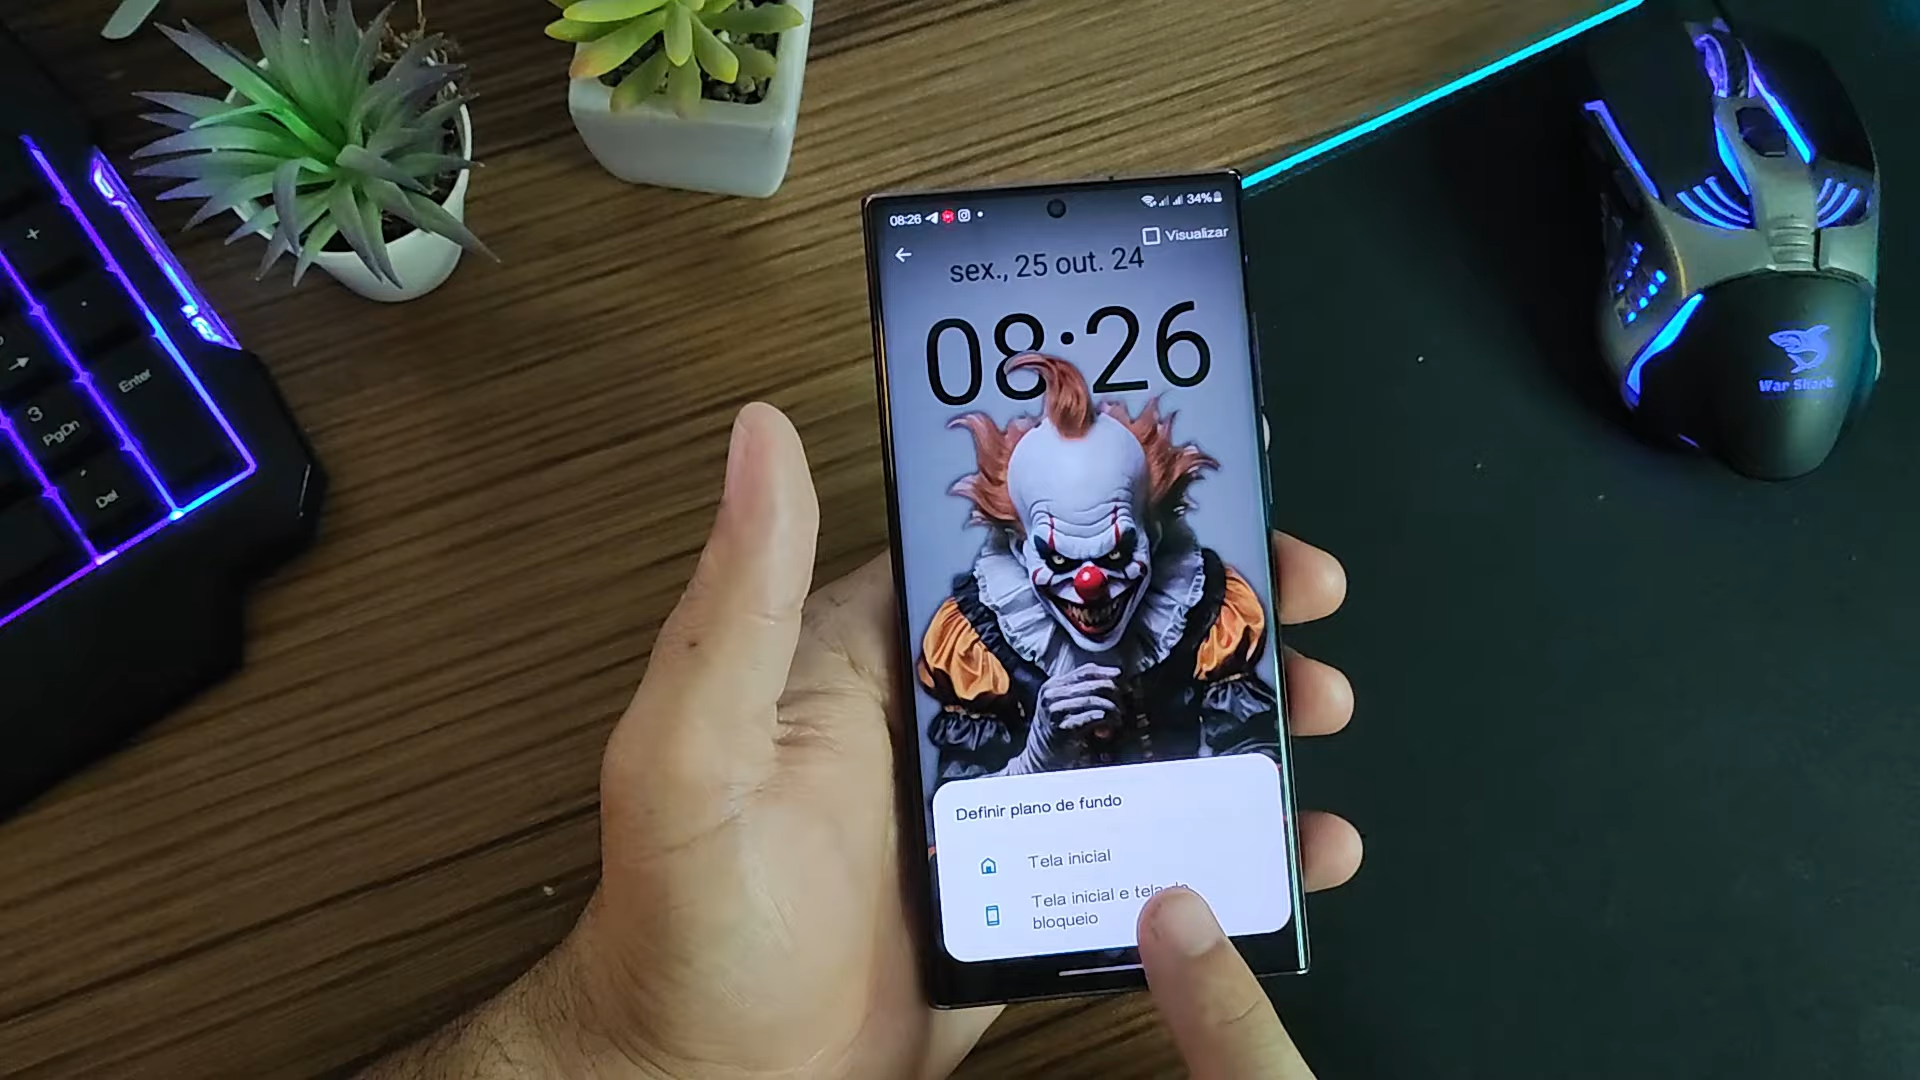 08:26
34%
Visualizar
sex., 25 out. 24
08:26
Definir plano de fundo
Tela inicial
Tela inicial e tela de
bloqueio
+
.
Enter
3
PgDn
Del
War Shark